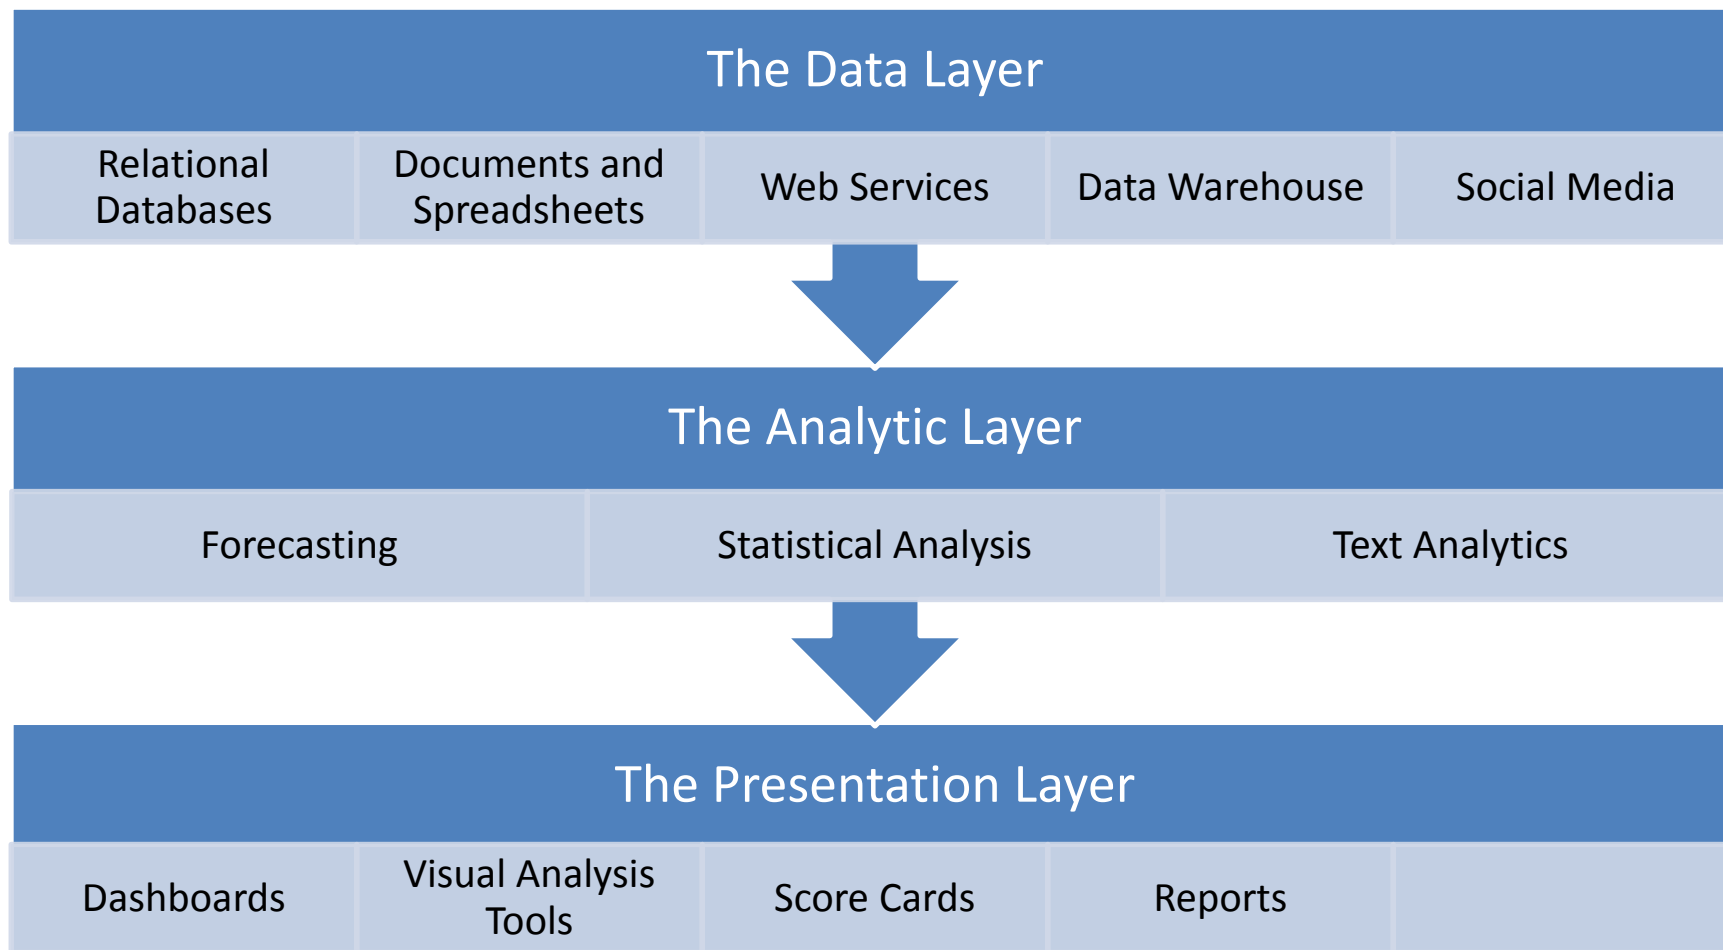 The Data Layer
Relational
Databases
Documents and
Spreadsheets
Web Services
Data Warehouse
Social Media
The Analytic Layer
Forecasting
Statistical Analysis
Text Analytics
The Presentation Layer
Dashboards
Visual Analysis
Tools
Score Cards
Reports